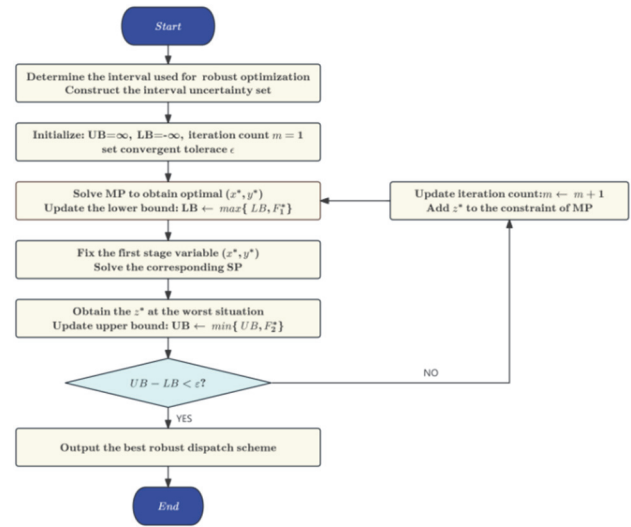 Start
Determine the interval used for robust optimization
Construct the interval uncertainty set
Initialize: UB=∞, LB=-∞, iteration count m = 1
set convergent tolerace ϵ
Solve MP to obtain optimal (x*, y*)
Update the lower bound: LB ← max{ LB, F₁*}
Update iteration count:m ← m + 1
Add z* to the constraint of MP
Fix the first stage variable (x*, y*)
Solve the corresponding SP
Obtain the z* at the worst situation
Update upper bound: UB ← min{ UB, F₂*}
UB − LB < ε?
NO
YES
Output the best robust dispatch scheme
End